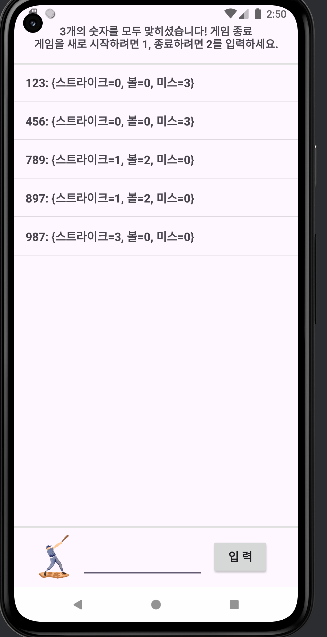 2:50
3개의 숫자를 모두 맞히셨습니다! 게임 종료
게임을 새로 시작하려면 1, 종료하려면 2를 입력하세요.
123: {스트라이크=0, 볼=0, 미스=3}
456: {스트라이크=0, 볼=0, 미스=3}
789: {스트라이크=1, 볼=2, 미스=0}
897: {스트라이크=1, 볼=2, 미스=0}
987: {스트라이크=3, 볼=0, 미스=0}
입력